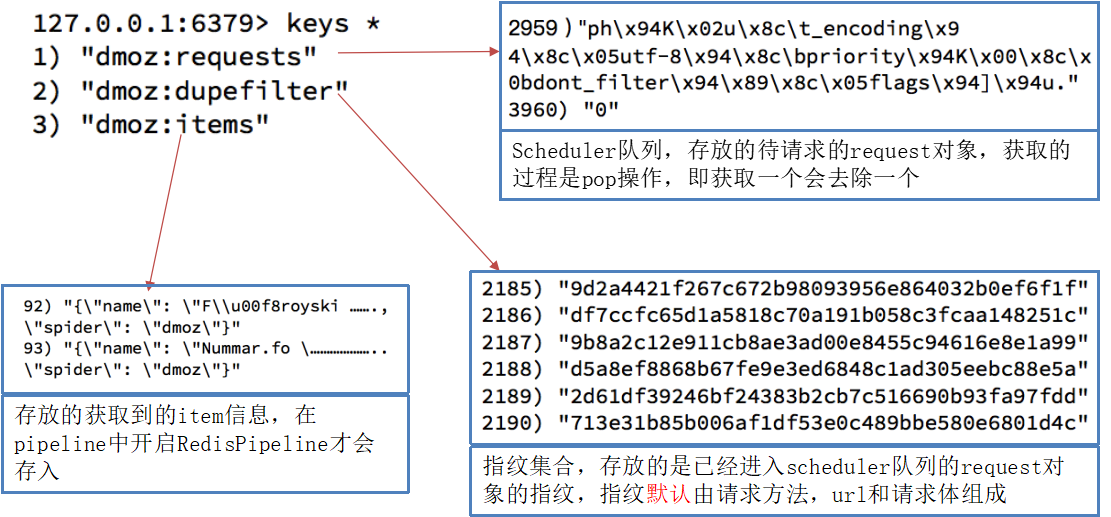 127.0.0.1:6379> keys *
1) "dmoz:requests"
2) "dmoz:dupefilter"
3) "dmoz:items"
2959）"ph\x94K\x02u\x8c\t_encoding\x9
4\x8c\x05utf-8\x94\x8c\bpriority\x94K\x00\x8c\x
0bdont_filter\x94\x89\x8c\x05flags\x94]\x94u."
3960) "0"
Scheduler队列，存放的待请求的request对象，获取的
过程是pop操作，即获取一个会去除一个
92) "{\"name\": \"F\\u00f8royski …….,
\"spider\": \"dmoz\"}"
93) "{\"name\": \"Nummar.fo \………………..
\"spider\": \"dmoz\"}"
存放的获取到的item信息，在
pipeline中开启RedisPipeline才会
存入
2185) "9d2a4421f267c672b98093956e864032b0ef6f1f"
2186) "df7ccfc65d1a5818c70a191b058c3fcaa148251c"
2187) "9b8a2c12e911cb8ae3ad00e8455c94616e8e1a99"
2188) "d5a8ef8868b67fe9e3ed6848c1ad305eebc88e5a"
2189) "2d61df39246bf24383b2cb7c516690b93fa97fdd"
2190) "713e31b85b006af1df53e0c489bbe580e6801d4c"
指纹集合，存放的是已经进入scheduler队列的request对
象的指纹，指纹默认由请求方法，url和请求体组成